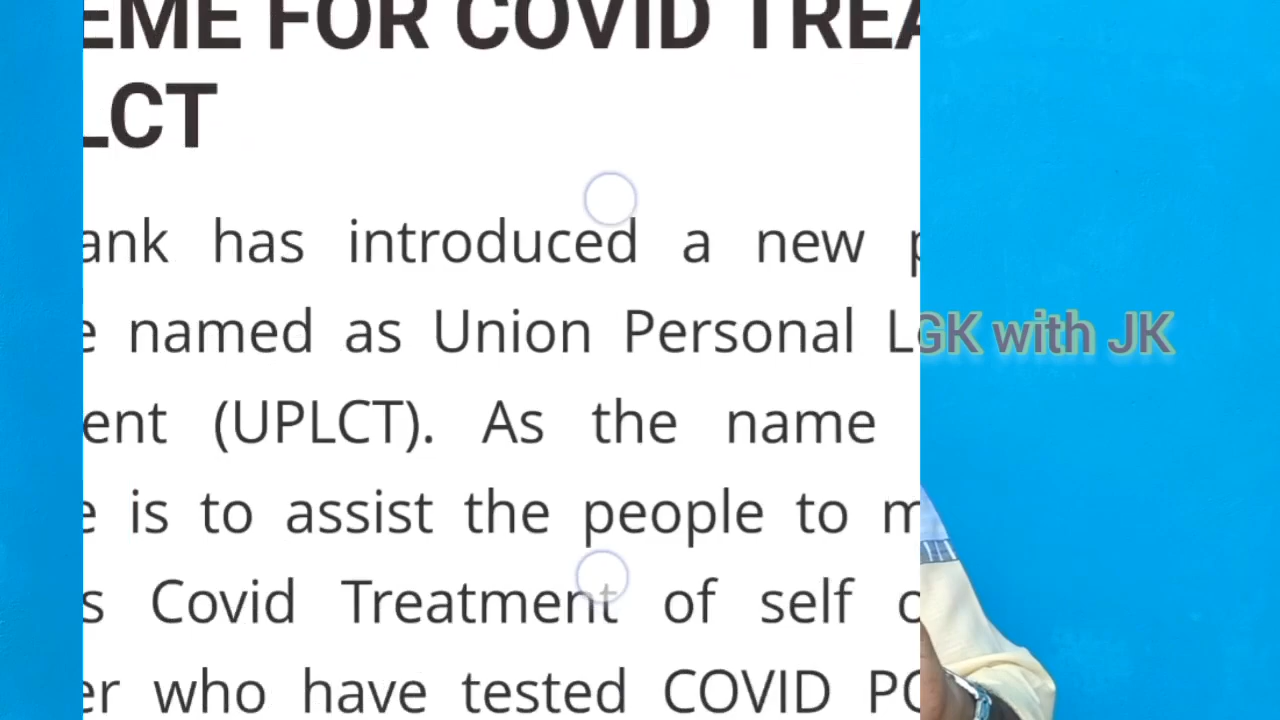 EME FOR COVID TREA
LCT
ank has introduced a new p
e named as Union Personal L
GK with JK
ent (UPLCT). As the name
e is to assist the people to m
s Covid Treatment of self o
er who have tested COVID PO